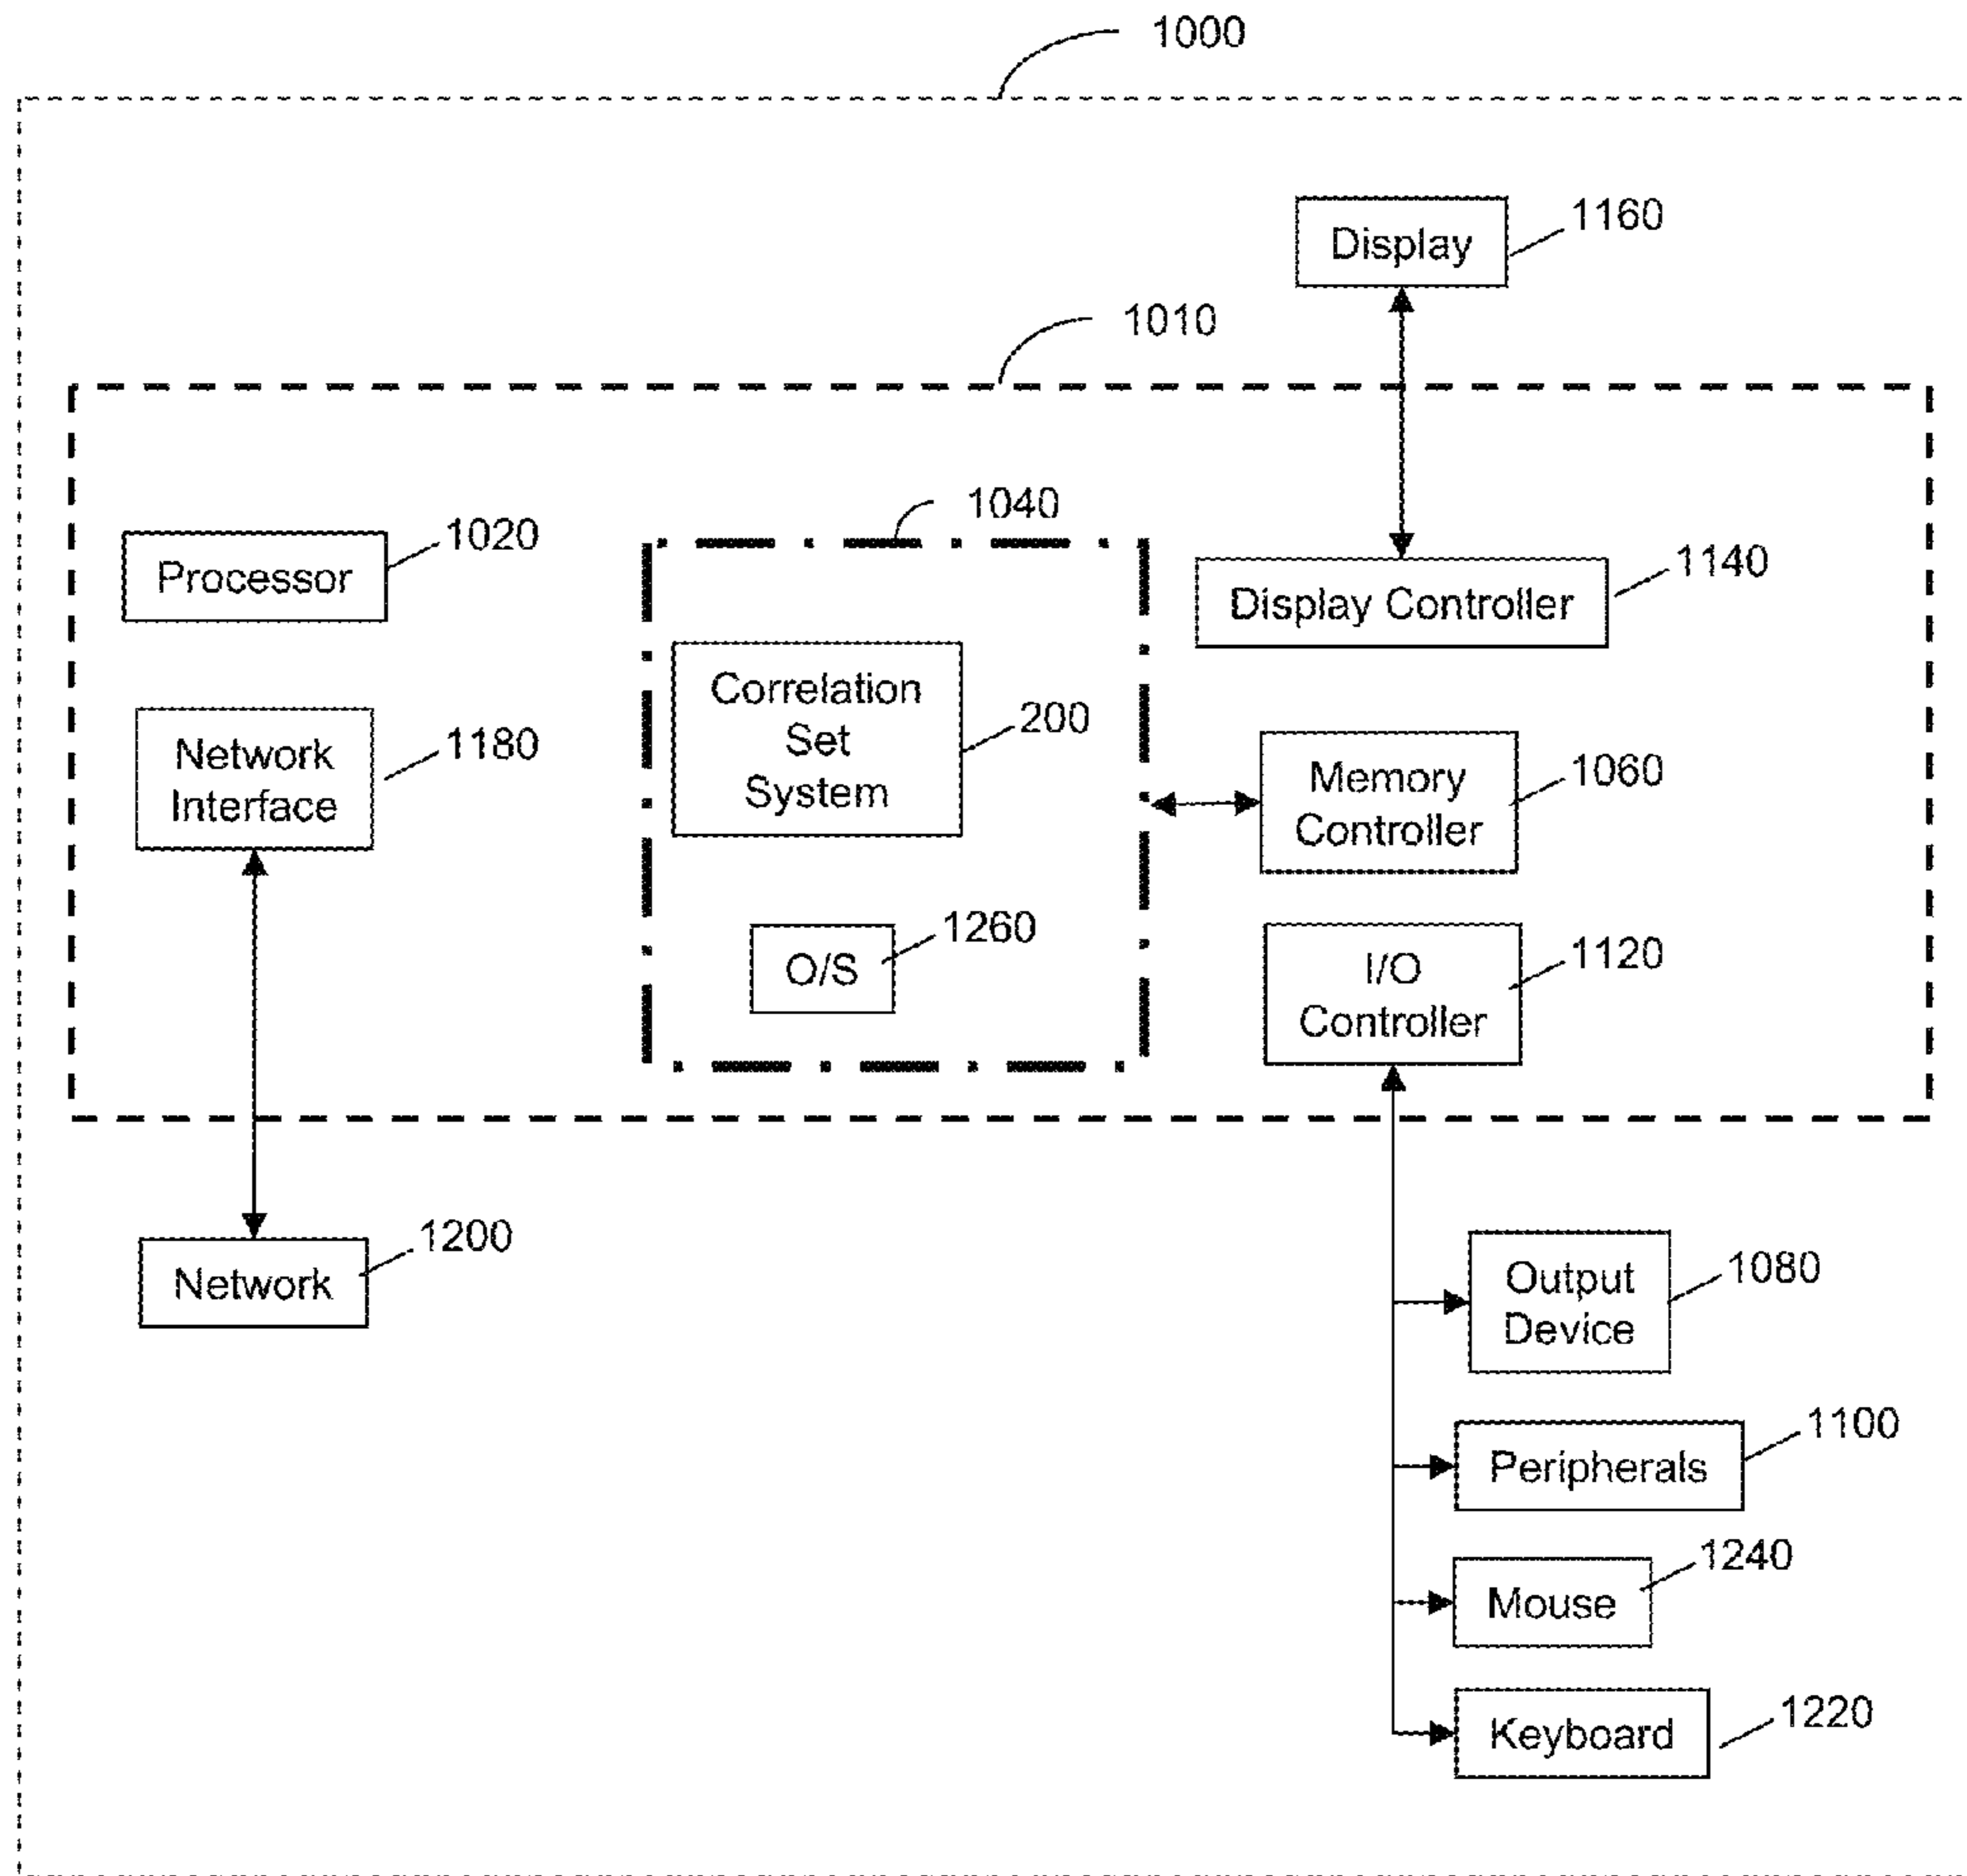 1000
Display
1160
1010
1040
Processor
1020
Display Controller
1140
Correlation
Set
System
200
Network
Interface
1180
Memory
Controller
1060
O/S
1260
I/O
Controller
1120
Network
1200
Output
Device
1080
Peripherals
1100
Mouse
1240
Keyboard
1220